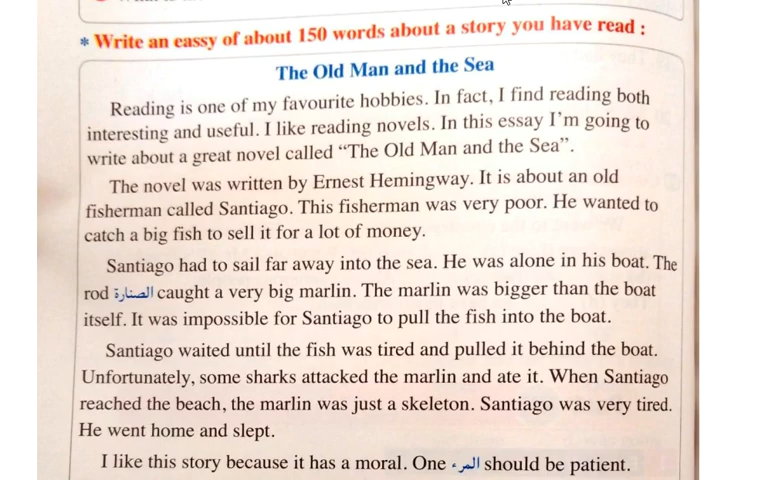 * Write an eassy of about 150 words about a story you have read :
The Old Man and the Sea
Reading is one of my favourite hobbies. In fact, I find reading both
interesting and useful. I like reading novels. In this essay I'm going to
write about a great novel called “The Old Man and the Sea”.
The novel was written by Ernest Hemingway. It is about an old
fisherman called Santiago. This fisherman was very poor. He wanted to
catch a big fish to sell it for a lot of money.
Santiago had to sail far away into the sea. He was alone in his boat. The
rod الصنارة caught a very big marlin. The marlin was bigger than the boat
itself. It was impossible for Santiago to pull the fish into the boat.
Santiago waited until the fish was tired and pulled it behind the boat.
Unfortunately, some sharks attacked the marlin and ate it. When Santiago
reached the beach, the marlin was just a skeleton. Santiago was very tired.
He went home and slept.
I like this story because it has a moral. One المرء should be patient.